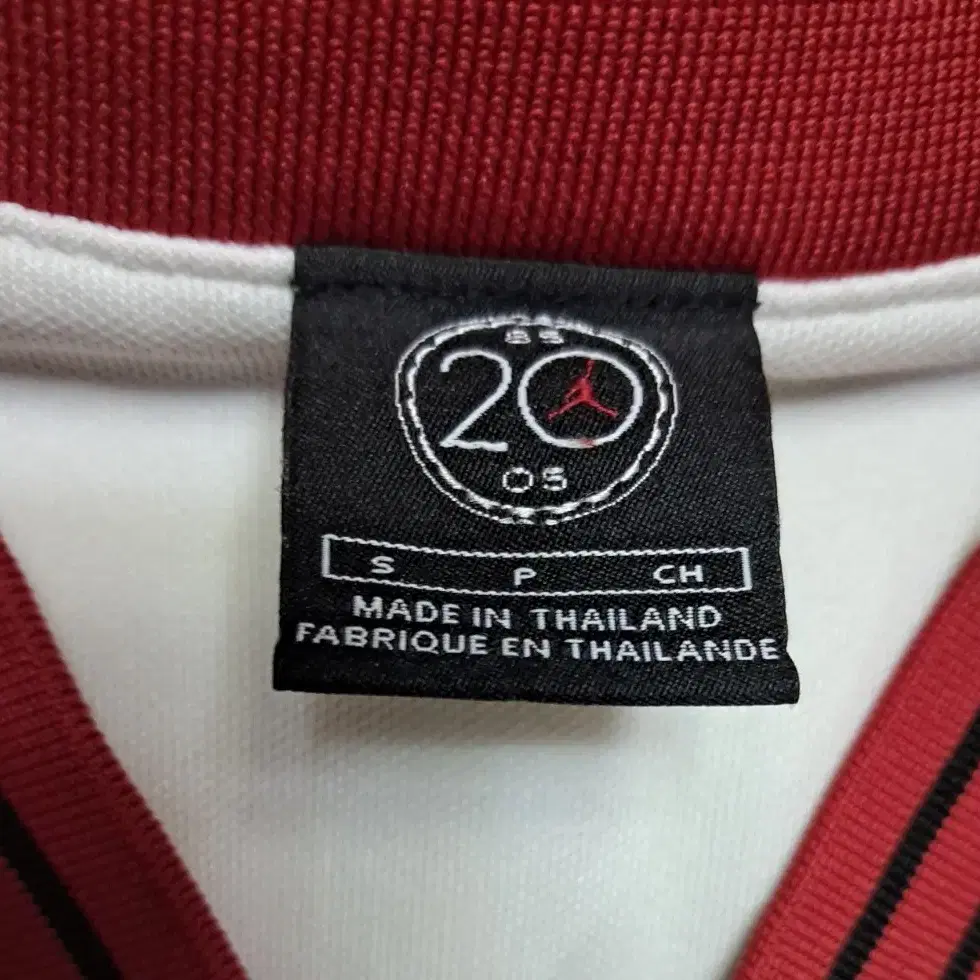 85
20
05
S P CH
MADE IN THAILAND
FABRIQUE EN THAILANDE